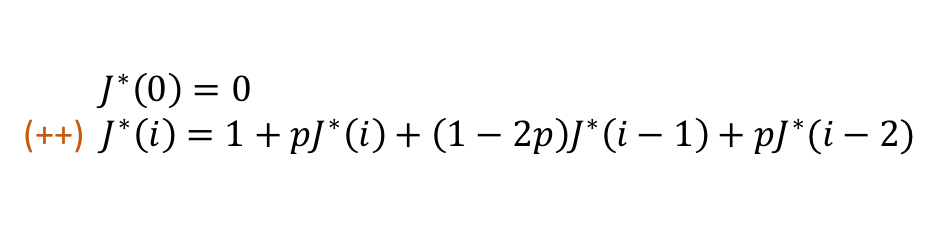 J*(0) = 0
(++) J*(i) = 1 + pJ*(i) + (1 − 2p)J*(i − 1) + pJ*(i − 2)